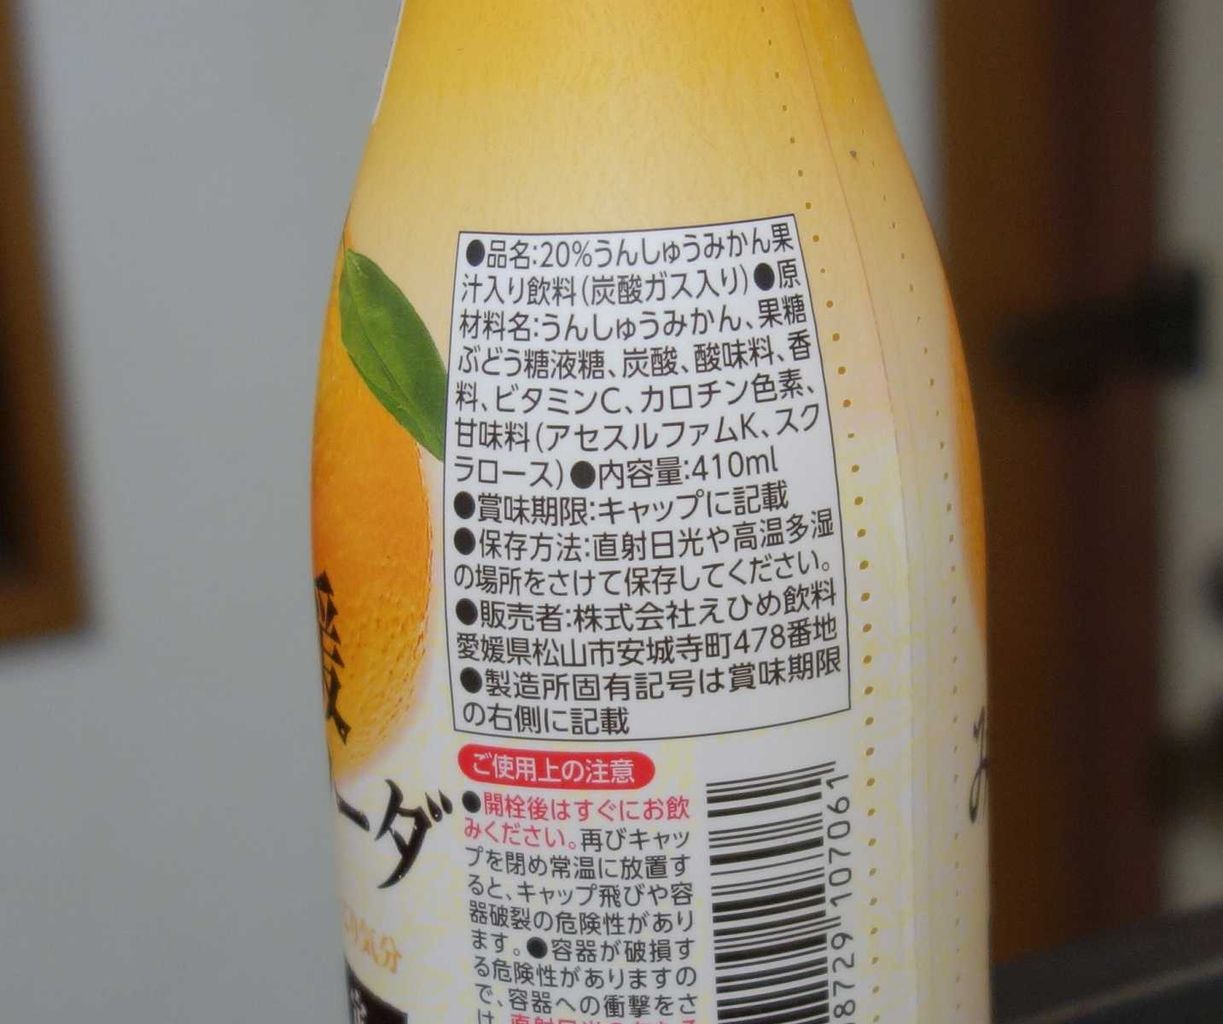 ●品名:20%うんしゅうみかん果
汁入り飲料(炭酸ガス入り)●原
材料名:うんしゅうみかん、果糖
ぶどう糖液糖、炭酸、酸味料、香
料、ビタミンC、カロチン色素、
甘味料(アセスルファムK、スク
ラロース)●内容量:410ml
●賞味期限:キャップに記載
●保存方法:直射日光や高温多湿
の場所をさけて保存してください。
●販売者:株式会社えひめ飲料
愛媛県松山市安城寺町478番地
●製造所固有記号は賞味期限
の右側に記載
ご使用上の注意
●開栓後はすぐにお飲
みください。再びキャッ
プを閉め常温に放置す
ると、キャップ飛びや容
器破裂の危険性があり
ます。●容器が破損す
る危険性がありますの
で、容器への衝撃をさ
ーダ
気分
8729 107061